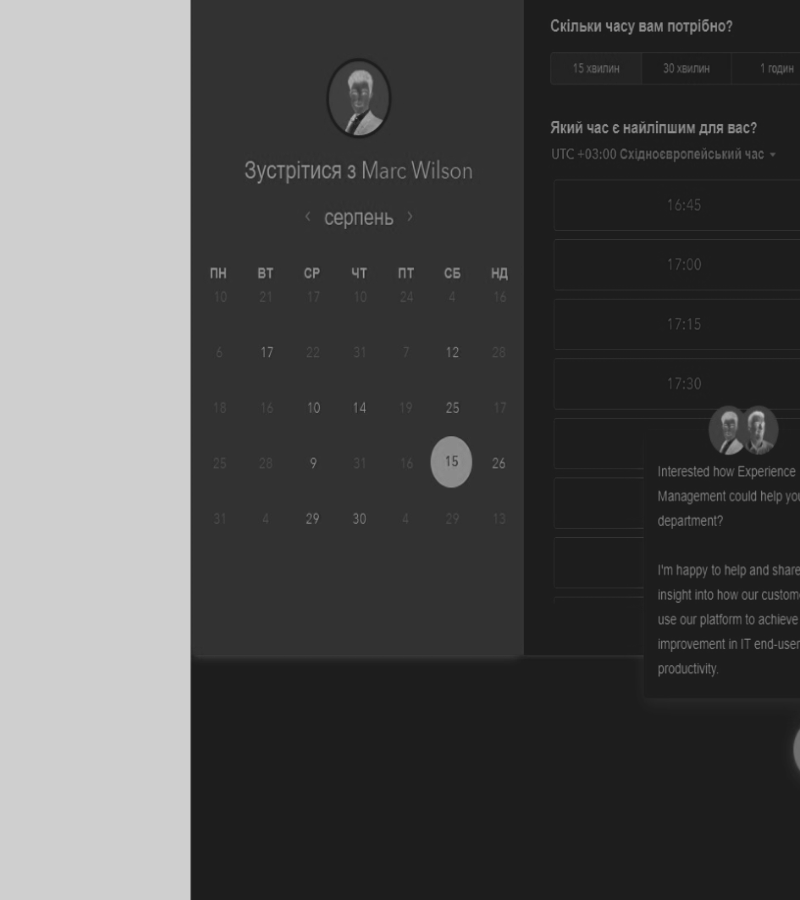 Зустрітися з Marc Wilson
серпень
ПН ВТ СР ЧТ ПТ СБ НД
10 21 17 10 24 4 16
6 17 22 31 7 12 28
18 16 10 14 19 25 17
25 28 9 31 16 15 26
31 4 29 30 4 29 13
Скільки часу вам потрібно?
15 хвилин 30 хвилин 1 годин
Який час є найліпшим для вас?
UTC +03:00 Східноєвропейський час
16:45
17:00
17:15
17:30
Interested how Experience
Management could help you
department?
I'm happy to help and share
insight into how our custom
use our platform to achieve
improvement in IT end-user
productivity.